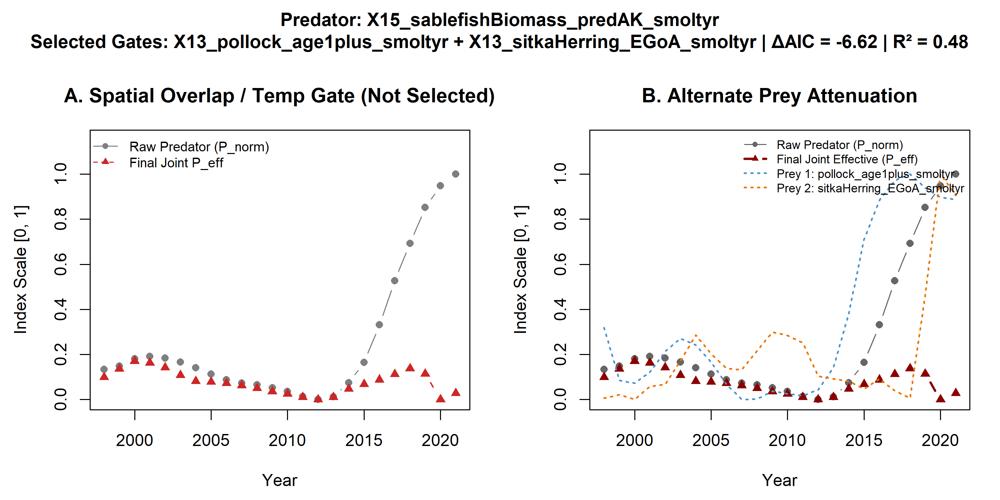 Predator: X15_sablefishBiomass_predAK_smoltyr
Selected Gates: X13_pollock_age1plus_smoltyr + X13_sitkaHerring_EGoA_smoltyr | ΔAIC = -6.62 | R² = 0.48
A. Spatial Overlap / Temp Gate (Not Selected)
Raw Predator (P_norm)
Final Joint P_eff
Index Scale [0, 1]
1.0
0.8
0.6
0.4
0.2
0.0
2000 2005 2010 2015 2020
Year
B. Alternate Prey Attenuation
Raw Predator (P_norm)
Final Joint Effective (P_eff)
Prey 1: pollock_age1plus_smoltyr
Prey 2: sitkaHerring_EGoA_smoltyr
Index Scale [0, 1]
1.0
0.8
0.6
0.4
0.2
0.0
2000 2005 2010 2015 2020
Year